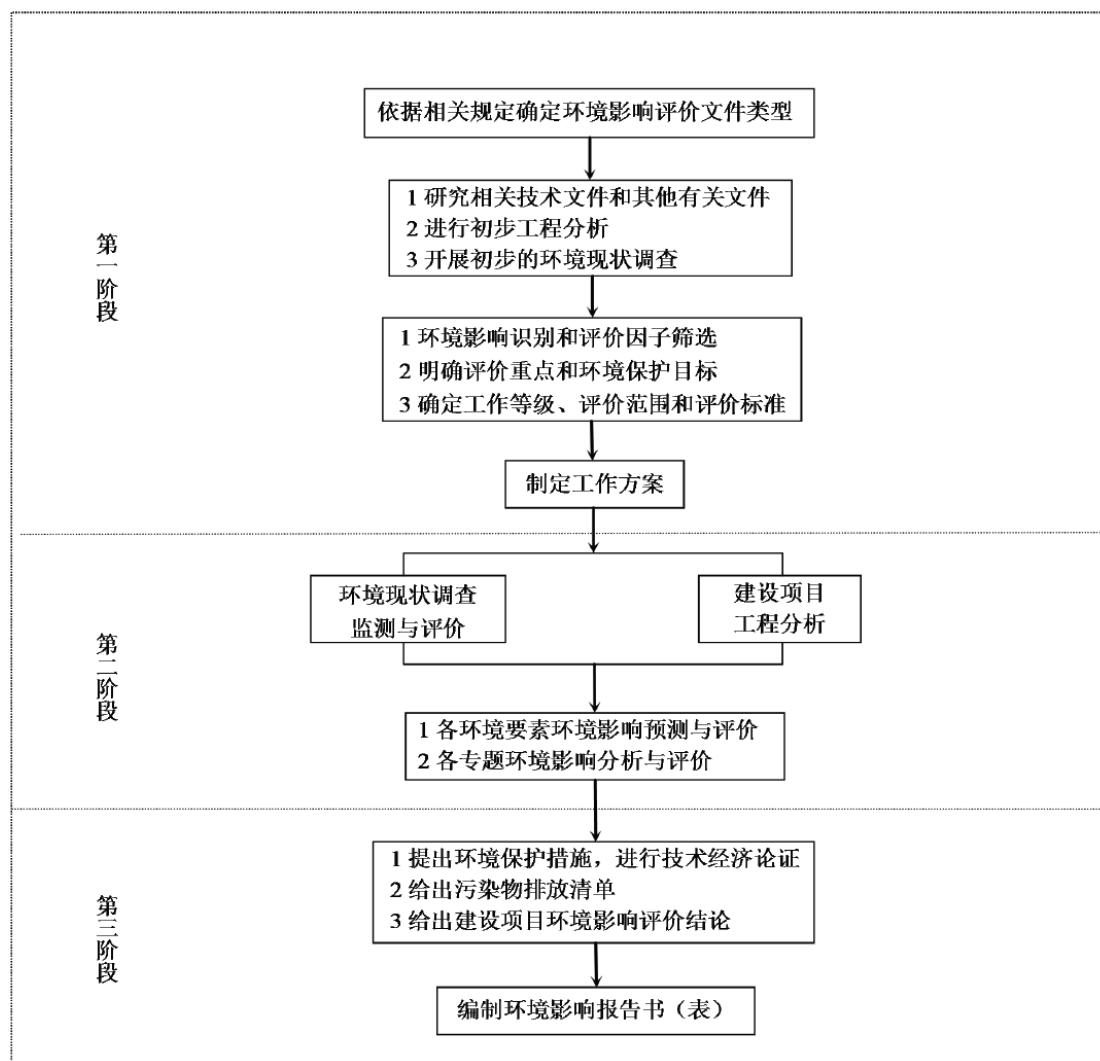 依据相关规定确定环境影响评价文件类型
1 研究相关技术文件和其他有关文件
2 进行初步工程分析
3 开展初步的环境现状调查
第一阶段
1 环境影响识别和评价因子筛选
2 明确评价重点和环境保护目标
3 确定工作等级、评价范围和评价标准
制定工作方案
环境现状调查
监测与评价
建设项目
工程分析
第二阶段
1 各环境要素环境影响预测与评价
2 各专题环境影响分析与评价
1 提出环境保护措施，进行技术经济论证
2 给出污染物排放清单
3 给出建设项目环境影响评价结论
第三阶段
编制环境影响报告书（表）